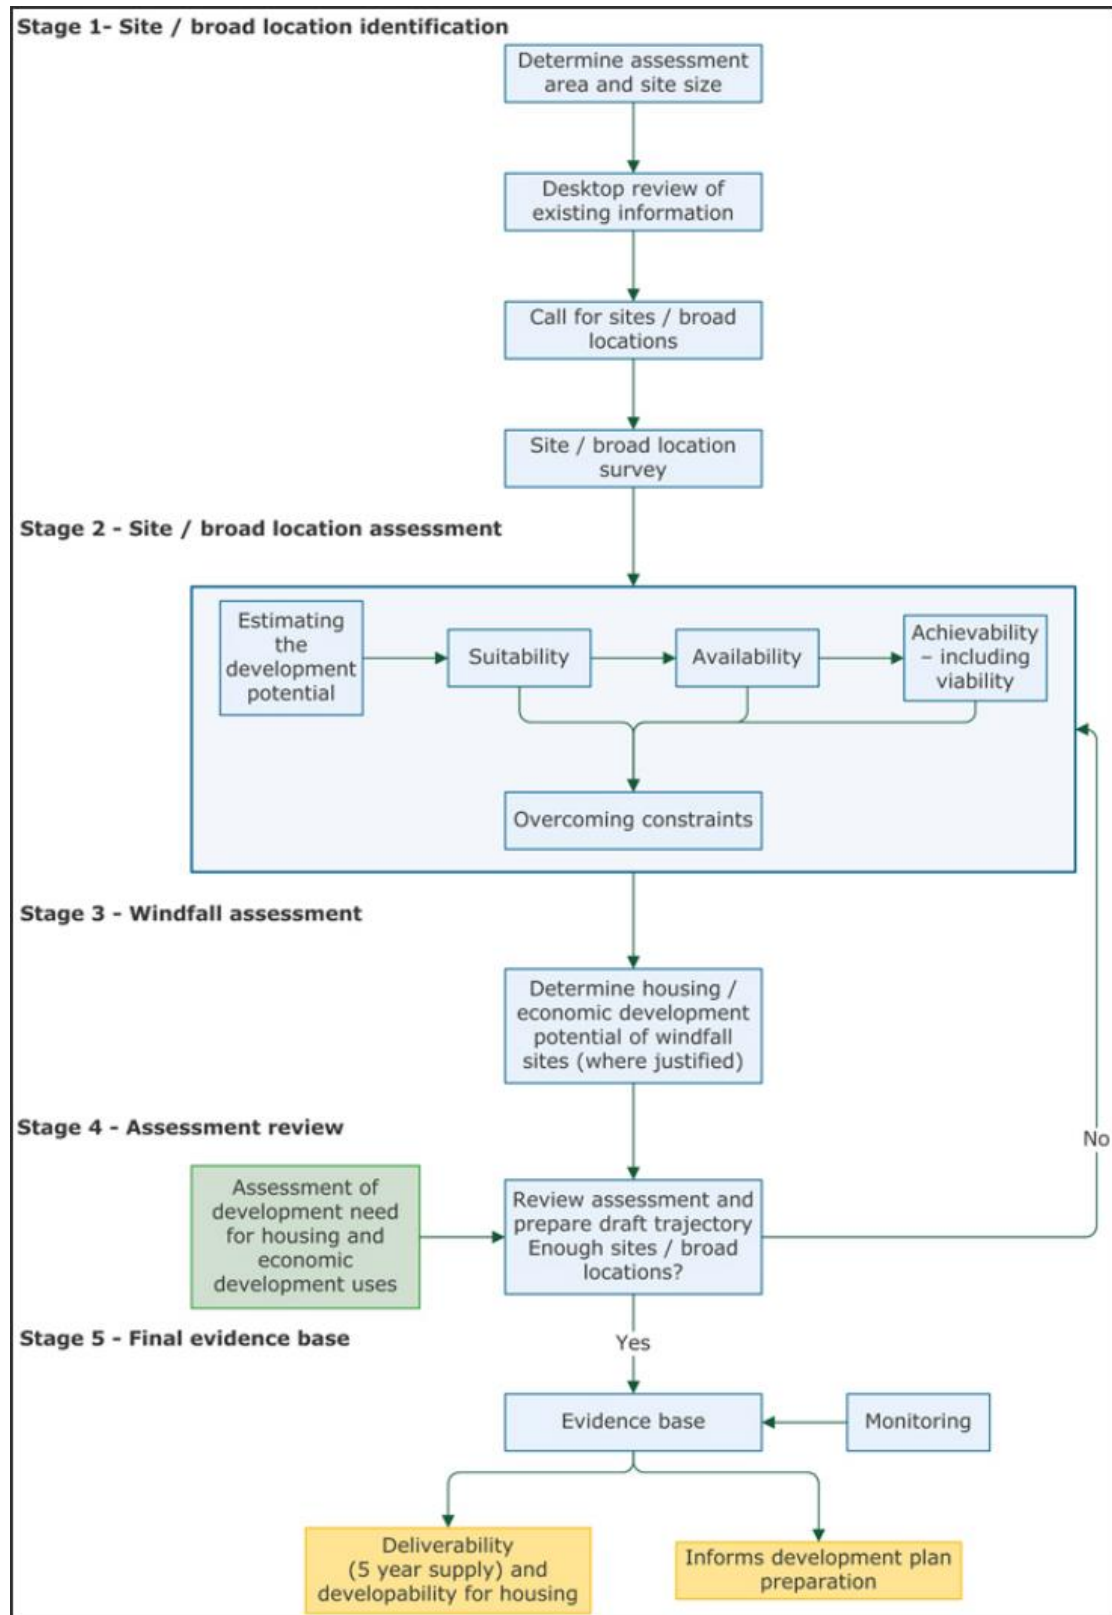 Stage 1- Site / broad location identification
Determine assessment
area and site size
Desktop review of
existing information
Call for sites / broad
locations
Site / broad location
survey
Stage 2 - Site / broad location assessment
Estimating
the
development
potential
Suitability
Availability
Achievability
– including
viability
Overcoming constraints
Stage 3 - Windfall assessment
Determine housing /
economic development
potential of windfall
sites (where justified)
Stage 4 - Assessment review
No
Assessment of
development need
for housing and
economic
development uses
Review assessment and
prepare draft trajectory
Enough sites / broad
locations?
Stage 5 - Final evidence base
Yes
Evidence base
Monitoring
Deliverability
(5 year supply) and
developability for housing
Informs development plan
preparation